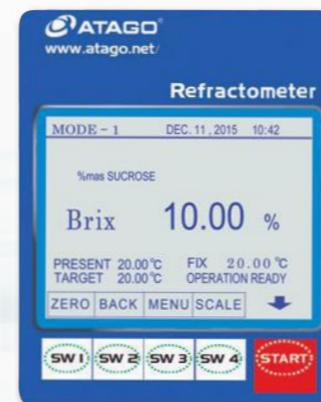 ATAGO®
www.atago.net/
Refractometer
MODE - 1 DEC. 11, 2015 10:42
%mas SUCROSE
Brix 10.00 %
PRESENT 20.00℃ FIX 20.00℃
TARGET 20.00℃ OPERATION READY
ZERO BACK MENU SCALE
SW 1 SW 2 SW 3 SW 4 START